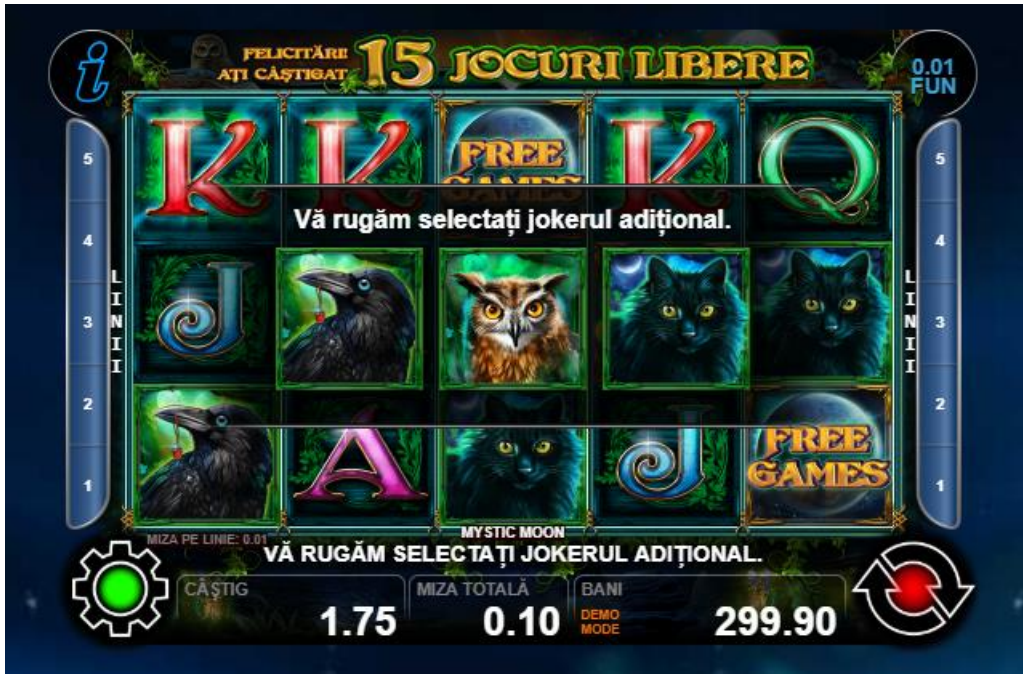 i
FELICITĂRI!
AȚI CÂȘTIGAT
15 JOCURI LIBERE
0.01
FUN
K
K
FREE
GAMES
K
Q
Vă rugăm selectați jokerul adițional.
5
4
3
2
1
LINII
J
LINII
5
4
3
2
1
A
J
FREE
GAMES
MYSTIC MOON
MIZA PE LINIE: 0.01
VĂ RUGĂM SELECTAȚI JOKERUL ADIȚIONAL.
CÂȘTIG
1.75
MIZA TOTALĂ
0.10
BANI
DEMO
MODE
299.90